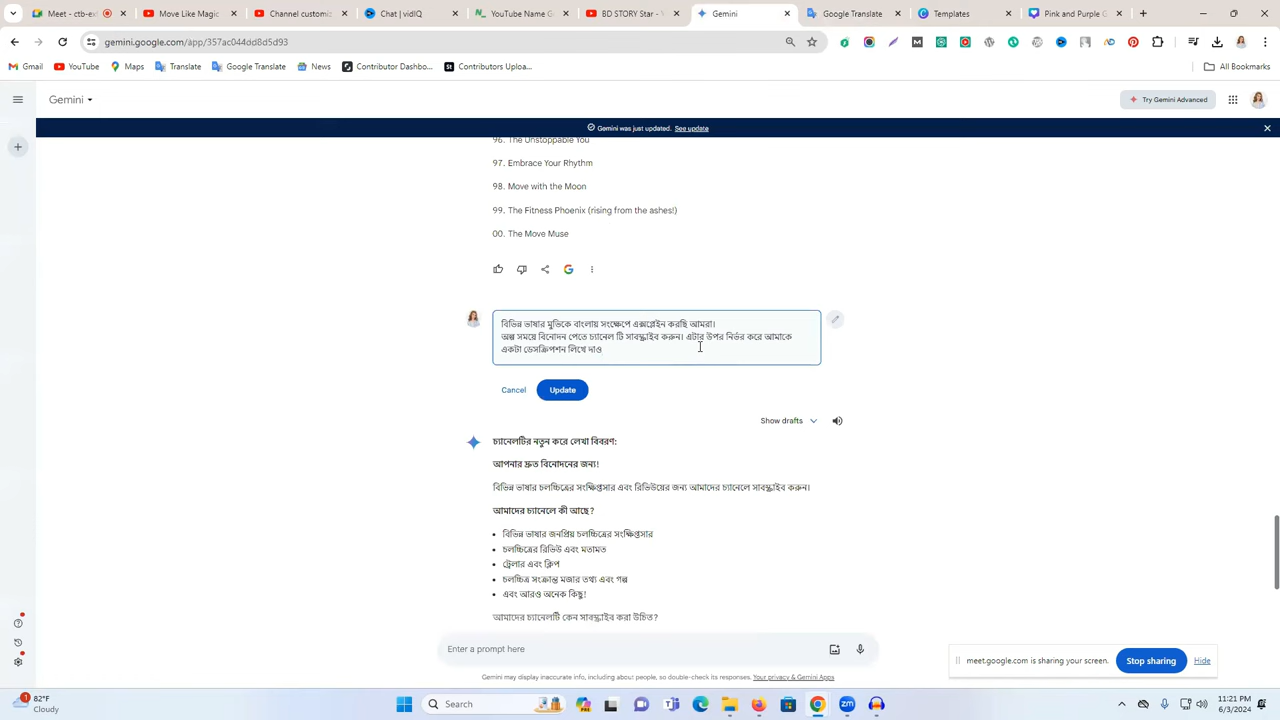 Gemini
Move Like
Channel custom
Chat | vidIQ
YouTube N G
BD STORY Star -
Gemini
Google Translate
Templates
Pink and Purple G
gemini.google.com/app/357ac044dd8d5d93
Gmail
YouTube
Maps
Translate
Google Translate
News
Contributor Dashbo...
Contributors Uploa...
All Bookmarks
Gemini
Try Gemini Advanced
Gemini was just updated. See update
96. The Unstoppable You
97. Embrace Your Rhythm
98. Move with the Moon
99. The Fitness Phoenix (rising from the ashes!)
00. The Move Muse
বিভিন্ন ভাষার মুভিকে বাংলায় সংক্ষেপে এক্সপ্লেইন করছি আমরা।
অল্প সময়ে বিনোদন পেতে চ্যানেল টি সাবস্ক্রাইব করুন। এটার উপর নির্ভর করে আমাকে
একটা ডেসক্রিপশন লিখে দাও
Cancel
Update
Show drafts
চ্যানেলটির নতুন করে লেখা বিবরণ:
আপনার দ্রুত বিনোদনের জন্য!
বিভিন্ন ভাষার চলচ্চিত্রের সংক্ষিপ্তসার এবং রিভিউয়ের জন্য আমাদের চ্যানেলে সাবস্ক্রাইব করুন।
আমাদের চ্যানেলে কী আছে?
বিভিন্ন ভাষার জনপ্রিয় চলচ্চিত্রের সংক্ষিপ্তসার
চলচ্চিত্রের রিভিউ এবং মতামত
ট্রেলার এবং ক্লিপ
চলচ্চিত্র সংক্রান্ত মজার তথ্য এবং গল্প
এবং আরও অনেক কিছু!
আমাদের চ্যানেলটি কেন সাবস্ক্রাইব করা উচিত?
Enter a prompt here
meet.google.com is sharing your screen.
Stop sharing
Hide
Gemini may display inaccurate info, including about people, so double-check its responses. Your privacy & Gemini Apps
82°F
Cloudy
Search
11:21 PM
6/3/2024